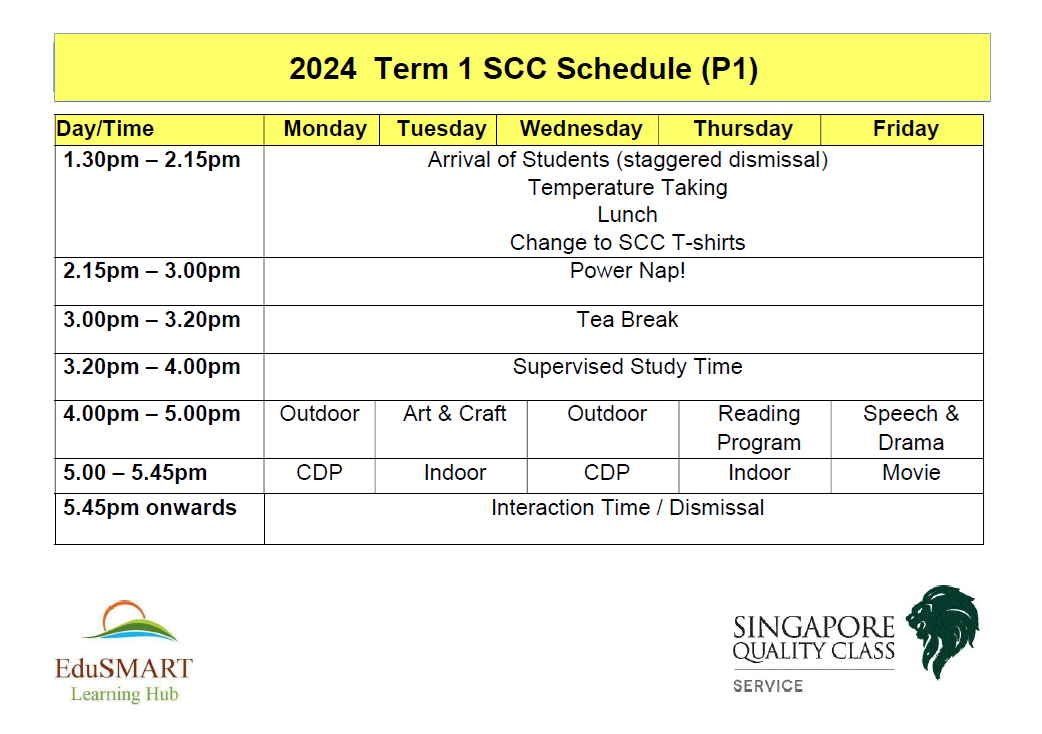 2024 Term 1 SCC Schedule (P1)
Day/Time Monday Tuesday Wednesday Thursday Friday
1.30pm – 2.15pm Arrival of Students (staggered dismissal)
Temperature Taking
Lunch
Change to SCC T-shirts
2.15pm – 3.00pm Power Nap!
3.00pm – 3.20pm Tea Break
3.20pm – 4.00pm Supervised Study Time
4.00pm – 5.00pm Outdoor Art & Craft Outdoor Reading Speech &
Program Drama
5.00 – 5.45pm CDP Indoor CDP Indoor Movie
5.45pm onwards Interaction Time / Dismissal
EduSMART
Learning Hub
SINGAPORE
QUALITY CLASS
SERVICE